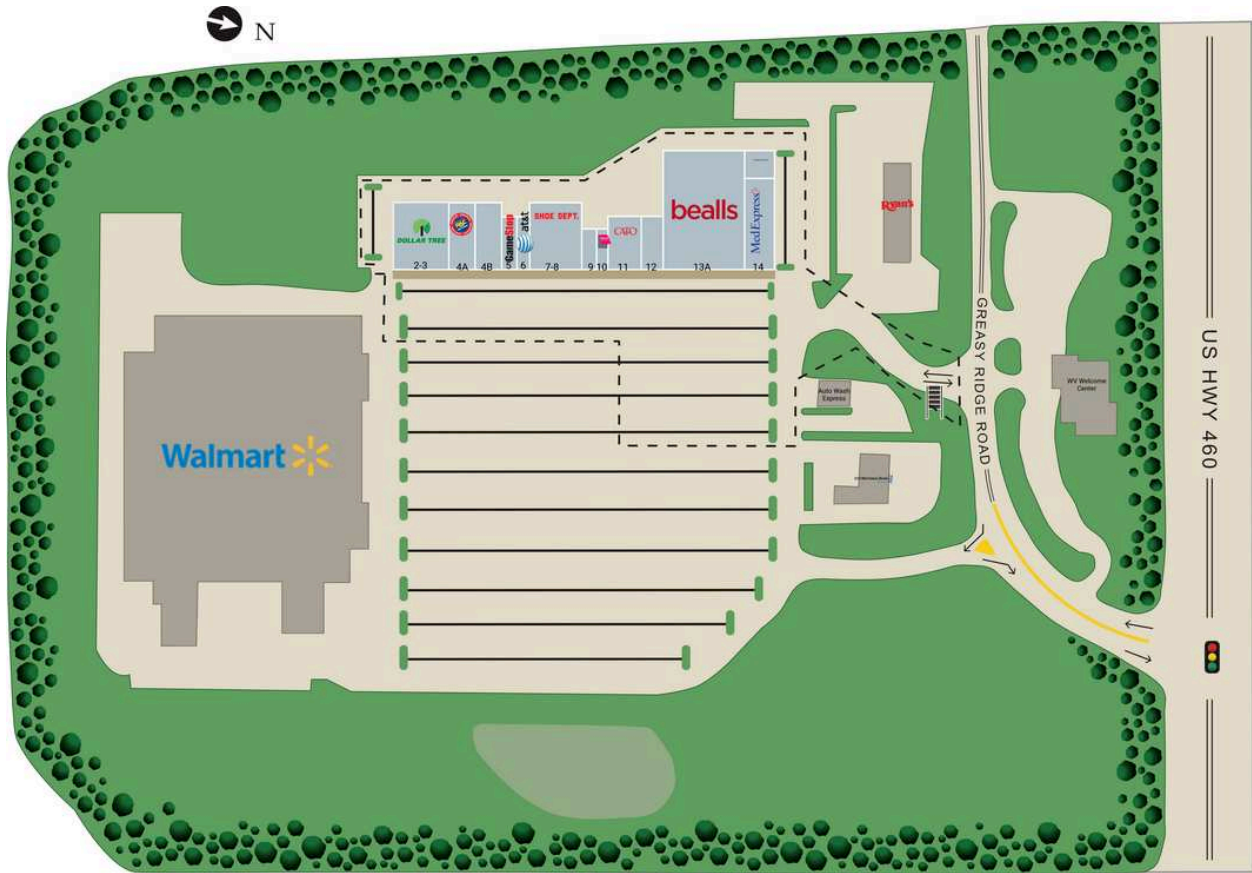 N
DOLLAR TREE
GameStop
at&t
SHOE DEPT.
CATO
bealls
MedExpress
2-3
4A
4B
5
6
7-8
9
10
11
12
13A
14
Ryan's
Walmart
Auto Wash
Express
WV Welcome
Center
GREASY RIDGE ROAD
US HWY 460